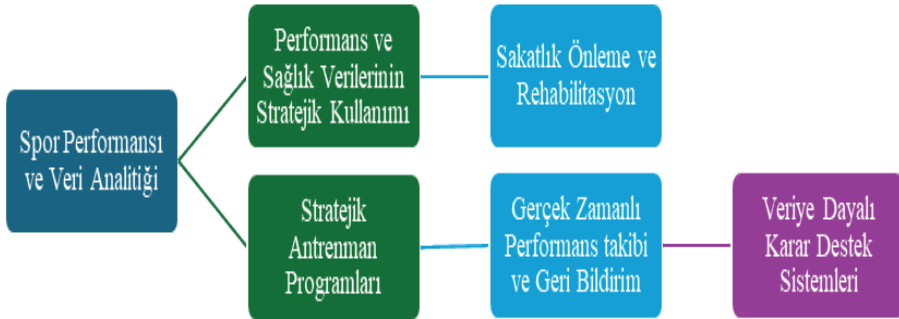 Spor Performansı
ve Veri Analitiği
Performans ve
Sağlık Verilerinin
Stratejik Kullanımı
Sakatlık Önleme ve
Rehabilitasyon
Stratejik
Antrenman
Programları
Gerçek Zamanlı
Performans takibi
ve Geri Bildirim
Veriye Dayalı
Karar Destek
Sistemleri